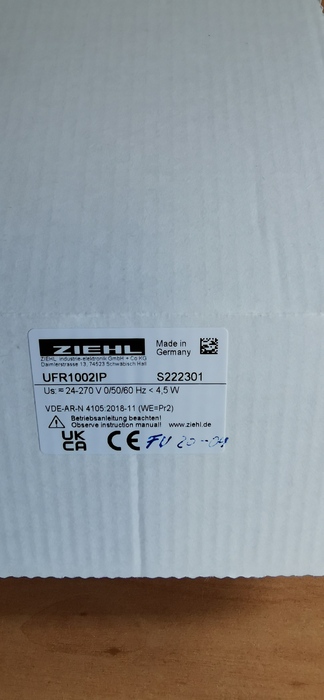 ZIEHL
Made in
Germany
ZIEHL industrie-elektronik GmbH + Co KG
Daimlerstrasse 13, 74523 Schwäbisch Hall
UFR1002IP S222301
Us: = 24-270 V 0/50/60 Hz < 4,5 W
VDE-AR-N 4105:2018-11 (WE=Pr2)
Betriebsanleitung beachten!
Observe instruction manual! www.ziehl.de
UK
CA CE